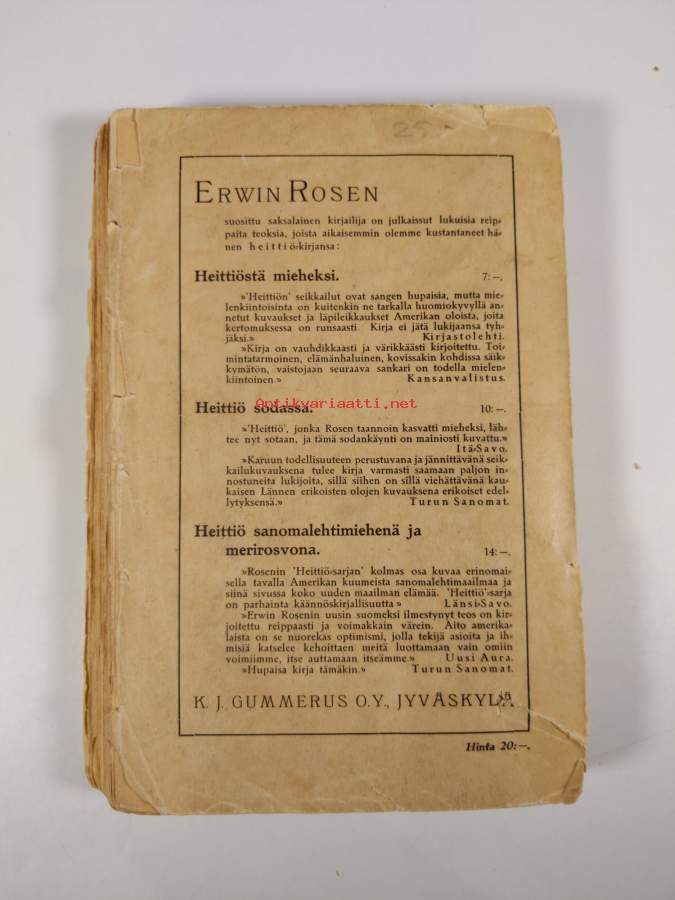 25:-
ERWIN ROSEN
suosittu saksalainen kirjailija on julkaissut lukuisia reip-
paita teoksia, joista aikaisemmin olemme kustantaneet hä-
nen heittiö-kirjansa:
Heittiöstä mieheksi. 7:—.
»'Heittiön' seikkailut ovat sangen hupaisia, mutta mie-
lenkiintoisinta on kuitenkin ne tarkalla huomiokyvyllä an-
netut kuvaukset ja läpileikkaukset Amerikan oloista, joita
kertomuksessa on runsaasti. Kirja ei jätä lukijaansa tyh-
jäksi.» Kirjastolehti.
»Kirja on vauhdikkaasti ja värikkäästi kirjoitettu. Toi-
mintatarmoinen, elämänhaluinen, kovissakin kohdissa säik-
kymätön, vaistojaan seuraava sankari on todella mielen-
kiintoinen.» Kansanvalistus.
Antikvariaatti.net
Heittiö sodassa. 10:—.
»'Heittiö', jonka Rosen taannoin kasvatti mieheksi, läh-
tee nyt sotaan, ja tämä sodankäynti on mainiosti kuvattu.»
Itä-Savo.
»Karuun todellisuuteen perustuvana ja jännittävänä seik-
kailukuvauksena tulee kirja varmasti saamaan paljon in-
nostuneita lukijoita, sillä siihen on sillä viehättävänä kau-
kaisen Lännen erikoisten olojen kuvauksena erikoiset edel-
lytyksensä.» Turun Sanomat.
Heittiö sanomalehtimiehenä ja
merirosvona. 14:—.
»Rosenin 'Heittiö-sarjan' kolmas osa kuvaa erinomai-
sella tavalla Amerikan kuumeista sanomalehtimaailmaa ja
siinä sivussa koko uuden maailman elämää. 'Heittiö'-sarja
on parhainta käännöskirjallisuutta» Länsi-Savo.
»Erwin Rosenin uusin suomeksi ilmestynyt teos on kir-
joitettu reippaasti ja voimakkain värein. Aito amerika-
laista on se nuorekas optimismi, jolla tekijä asioita ja ih-
misiä katselee kehoittaen meitä luottamaan vain omiin
voimiimme, itse auttamaan itseämme.» Uusi Aura.
»Hupaisa kirja tämäkin.» Turun Sanomat.
K. J. GUMMERUS O.Y., JYVÄSKYLÄ.
Hinta 20:—.